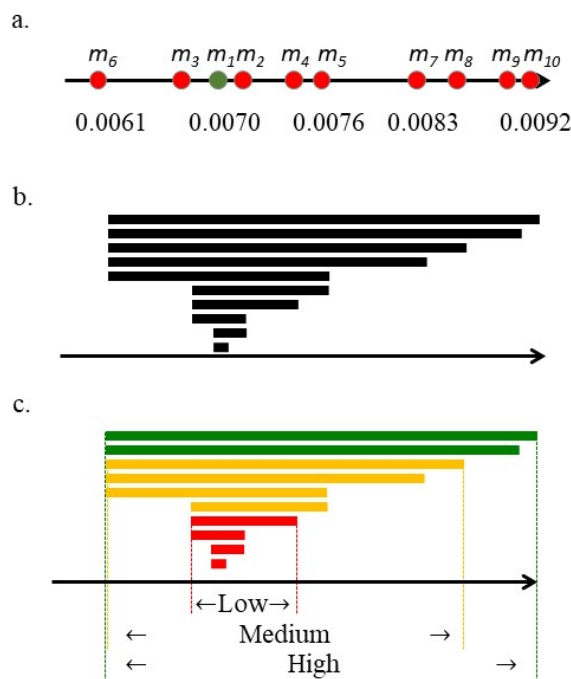 a.
m6 m3 m1 m2 m4 m5 m7 m8 m9 m10
0.0061 0.0070 0.0076 0.0083 0.0092
b.
c.
←Low→
← Medium →
← High →